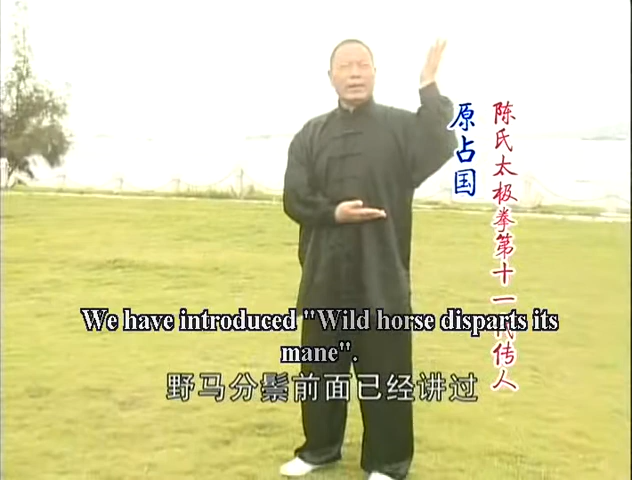 陈氏太极拳第十一代传人
原占国
We have introduced "Wild horse disparts its
mane".
野马分鬃前面已经讲过